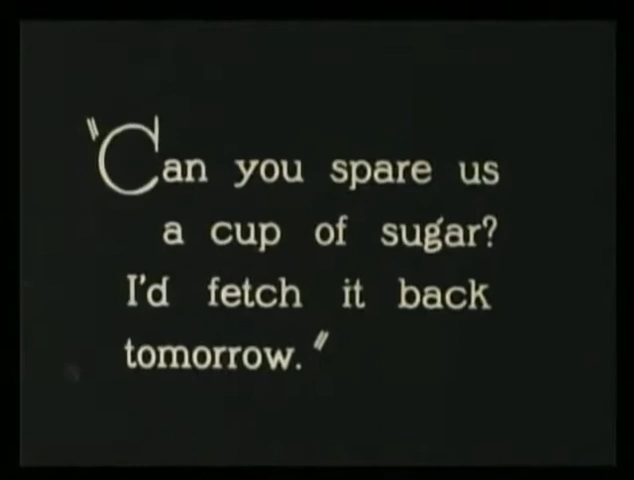 "Can you spare us
a cup of sugar?
I'd fetch it back
tomorrow."